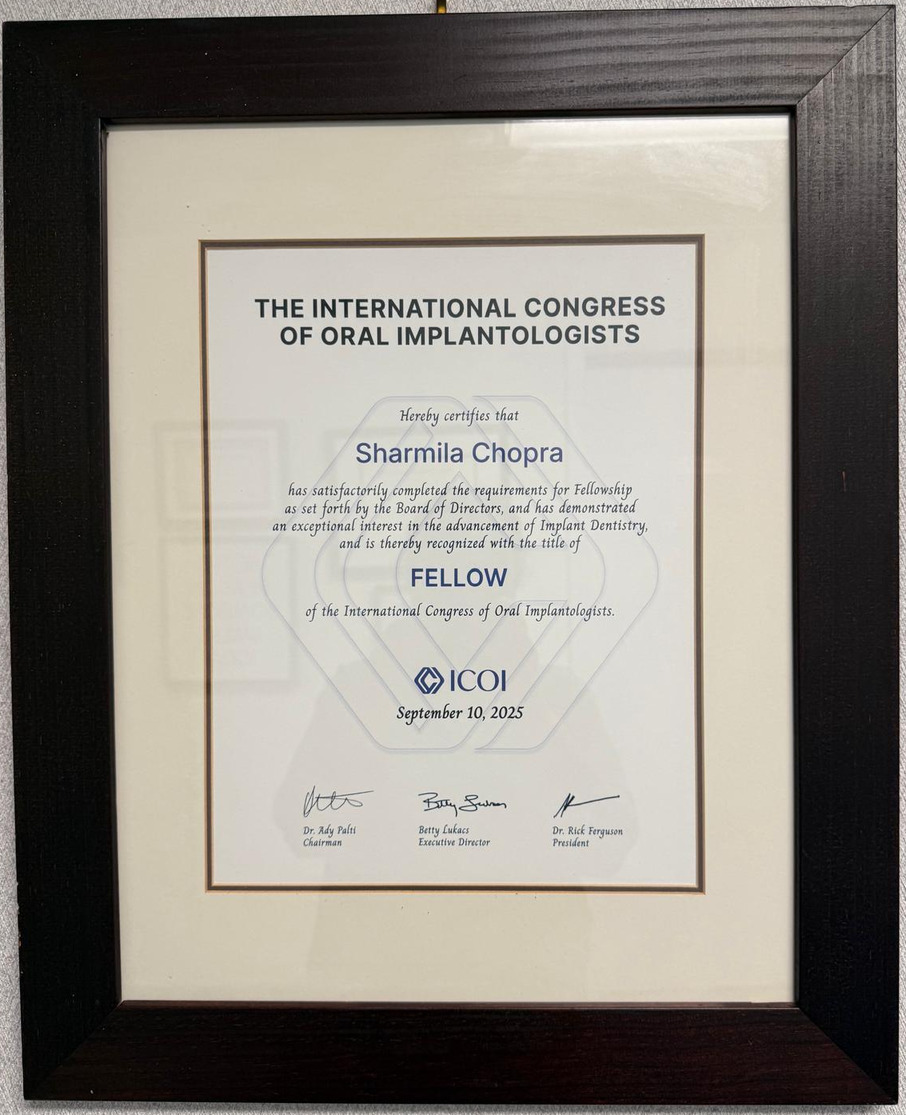 THE INTERNATIONAL CONGRESS
OF ORAL IMPLANTOLOGISTS
Hereby certifies that
Sharmila Chopra
has satisfactorily completed the requirements for Fellowship
as set forth by the Board of Directors, and has demonstrated
an exceptional interest in the advancement of Implant Dentistry,
and is thereby recognized with the title of
FELLOW
of the International Congress of Oral Implantologists.
ICOI
September 10, 2025
Dr. Ady Palti
Chairman
Betty Lukacs
Executive Director
Dr. Rick Ferguson
President